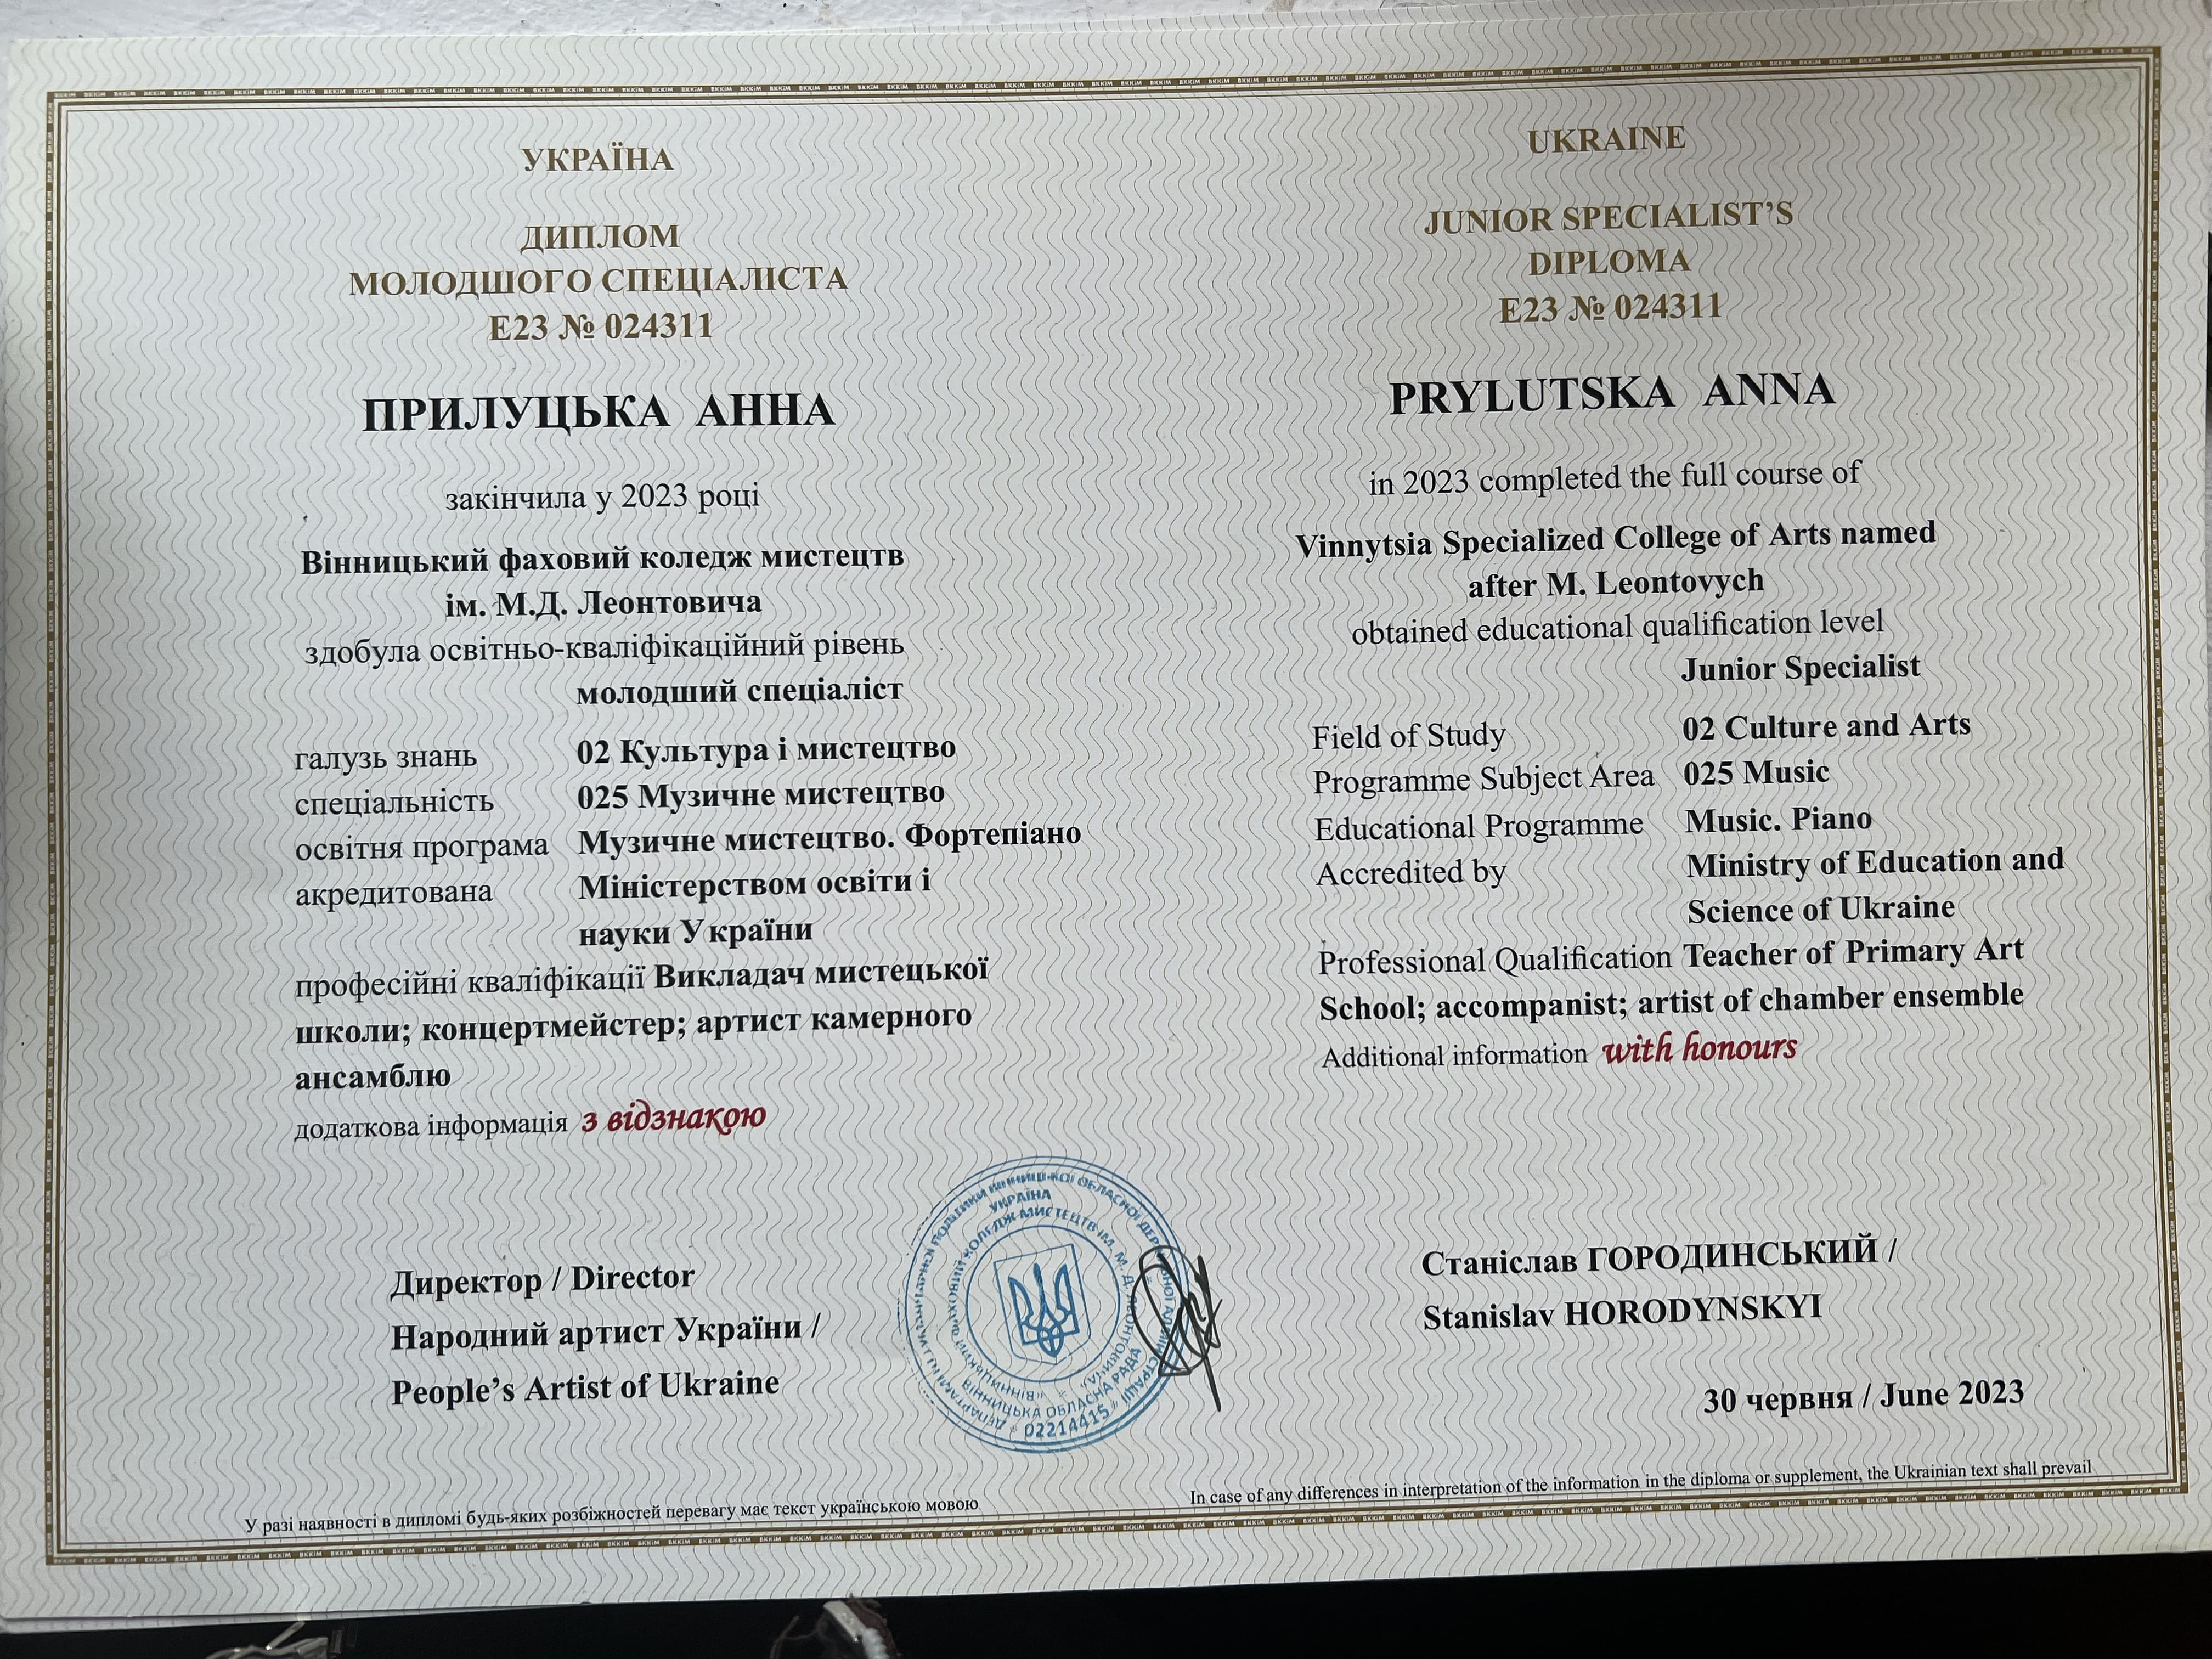 УКРАЇНА
ДИПЛОМ
МОЛОДШОГО СПЕЦІАЛІСТА
Е23 № 024311
ПРИЛУЦЬКА АННА
закінчила у 2023 році
Вінницький фаховий коледж мистецтв
ім. М.Д. Леонтовича
здобула освітньо-кваліфікаційний рівень
молодший спеціаліст
галузь знань 02 Культура і мистецтво
спеціальність 025 Музичне мистецтво
освітня програма Музичне мистецтво. Фортепіано
акредитована Міністерством освіти і
науки України
професійні кваліфікації Викладач мистецької
школи; концертмейстер; артист камерного
ансамблю
додаткова інформація з відзнакою
UKRAINE
JUNIOR SPECIALIST’S
DIPLOMA
E23 № 024311
PRYLUTSKA ANNA
in 2023 completed the full course of
Vinnytsia Specialized College of Arts named
after M. Leontovych
obtained educational qualification level
Junior Specialist
Field of Study 02 Culture and Arts
Programme Subject Area 025 Music
Educational Programme Music. Piano
Accredited by Ministry of Education and
Science of Ukraine
Professional Qualification Teacher of Primary Art
School; accompanist; artist of chamber ensemble
Additional information with honours
Директор / Director
Народний артист України /
People’s Artist of Ukraine
УКРАЇНА
ВІННИЦЬКА ОБЛАСНА РАДА
02214415
Станіслав ГОРОДИНСЬКИЙ /
Stanislav HORODYNSKYI
30 червня / June 2023
У разі наявності в дипломі будь-яких розбіжностей перевагу має текст українською мовою
In case of any differences in interpretation of the information in the diploma or supplement, the Ukrainian text shall prevail